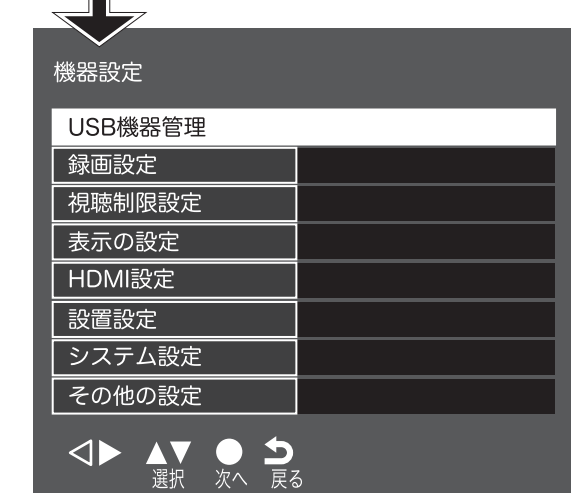 機器設定
USB機器管理
録画設定
視聴制限設定
表示の設定
HDMI設定
設置設定
システム設定
その他の設定
選択 次へ 戻る